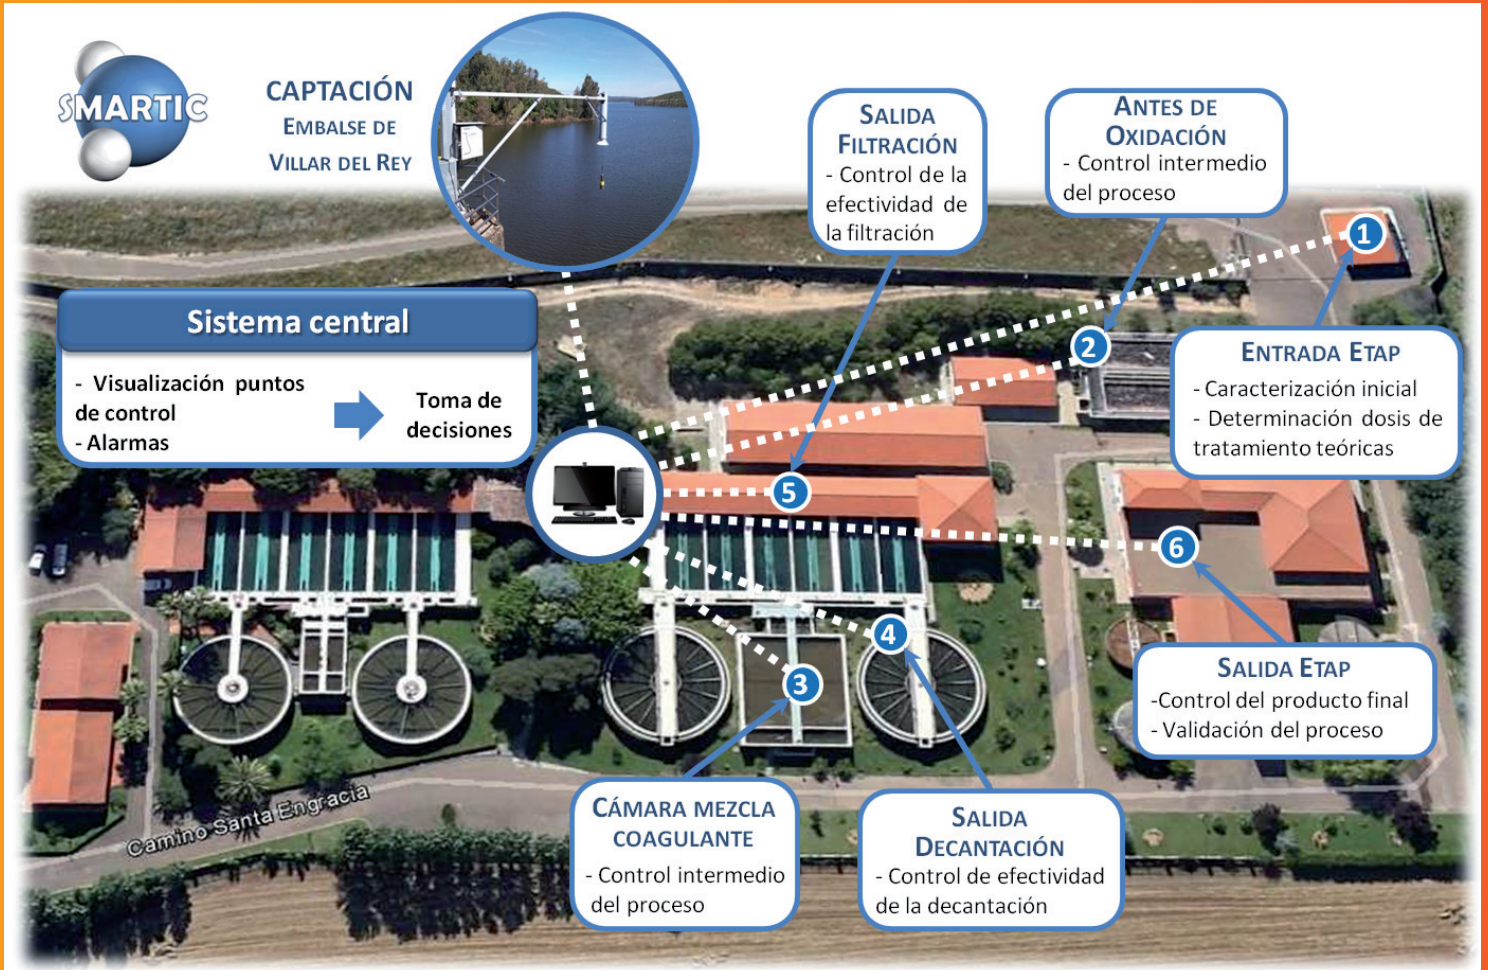 SMARTIC
CAPTACIÓN
EMBALSE DE
VILLAR DEL REY
SALIDA
FILTRACIÓN
- Control de la
efectividad de
la filtración
ANTES DE
OXIDACIÓN
- Control intermedio
del proceso
1
2
ENTRADA ETAP
- Caracterización inicial
- Determinación dosis de
tratamiento teóricas
Sistema central
- Visualización puntos
de control
- Alarmas
Toma de
decisiones
5
6
4
3
SALIDA ETAP
-Control del producto final
- Validación del proceso
Camino Santa Engracia
CÁMARA MEZCLA
COAGULANTE
- Control intermedio
del proceso
SALIDA
DECANTACIÓN
- Control de efectividad
de la decantación